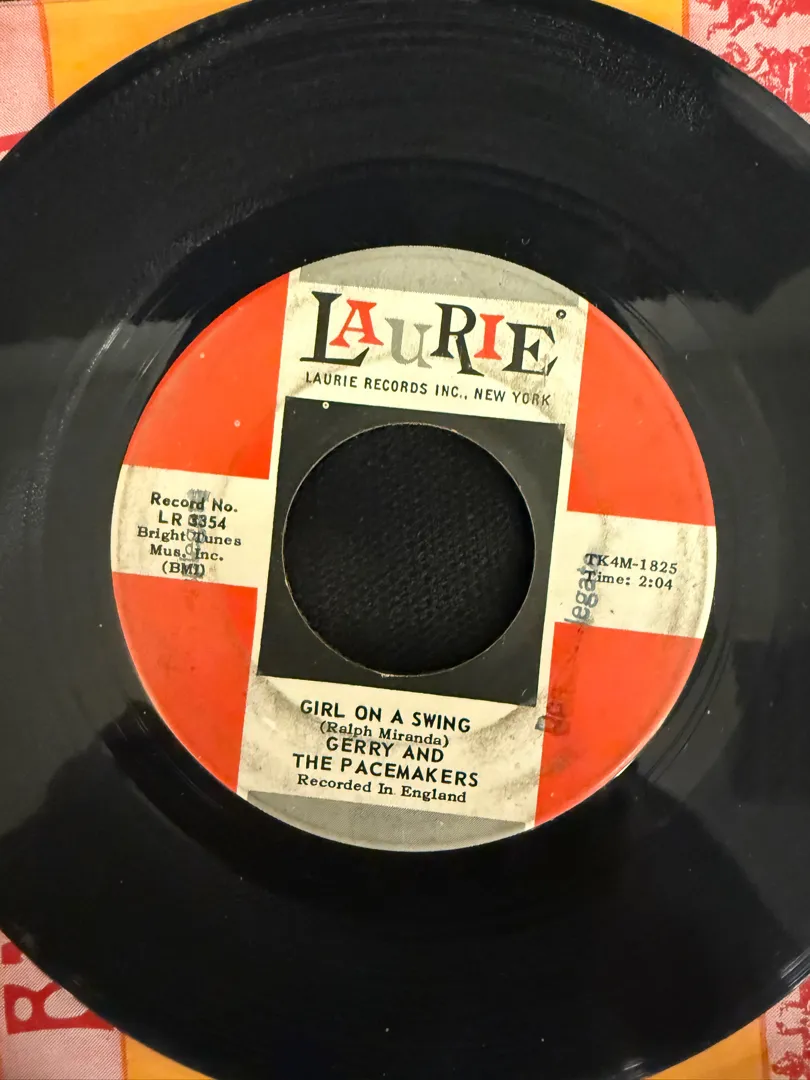 LAURIE
LAURIE RECORDS INC., NEW YORK
Record No.
LR 3354
Bright Tunes
Mus. Inc.
(BMI)
TK4M-1825
Time: 2:04
GIRL ON A SWING
(Ralph Miranda)
GERRY AND
THE PACEMAKERS
Recorded In England